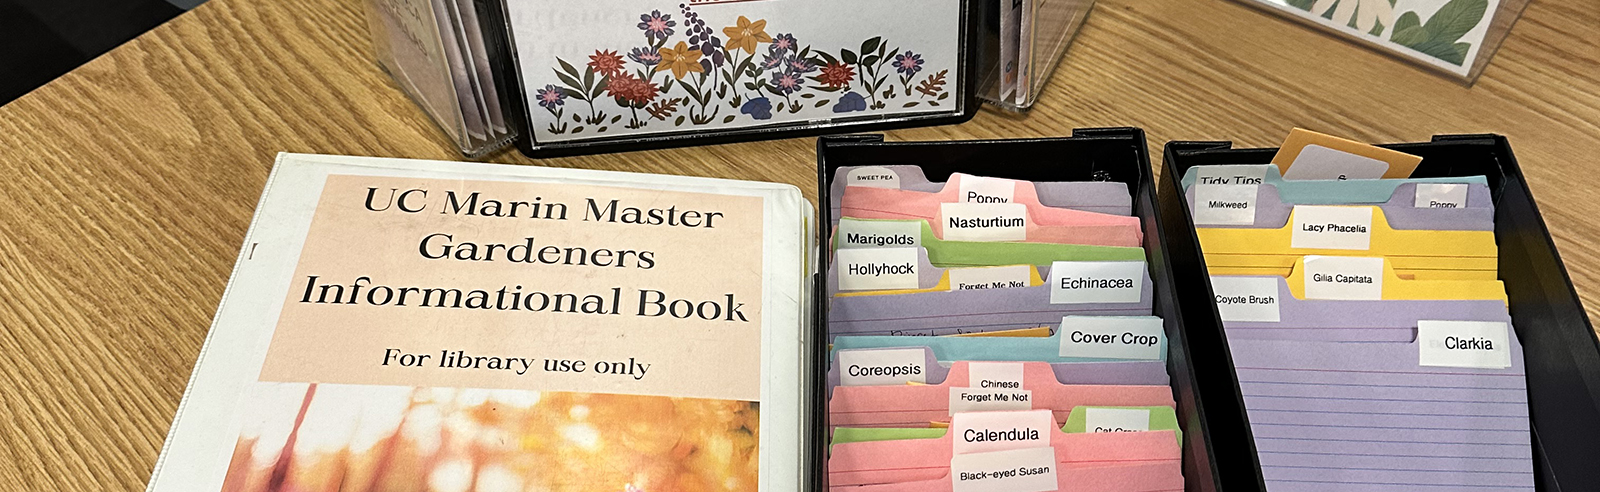 UC Marin Master
Gardeners
Informational Book
For library use only
SWEET PEA
Poppy
Nasturtium
Marigolds
Hollyhock
Forget Me Not
Echinacea
Cover Crop
Coreopsis
Chinese
Forget Me Not
Calendula
Black-eyed Susan
Tidy Tips
Milkweed
Poppy
Lacy Phacelia
Gilia Capitata
Coyote Brush
Clarkia